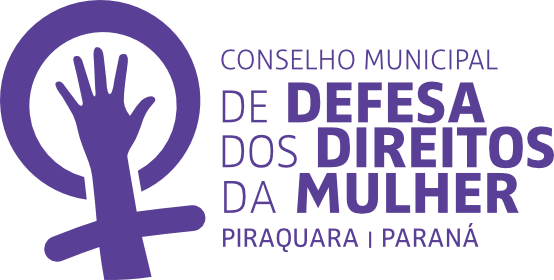 CONSELHO MUNICIPAL
DE DEFESA
DOS DIREITOS
DA MULHER
PIRAQUARA | PARANÁ